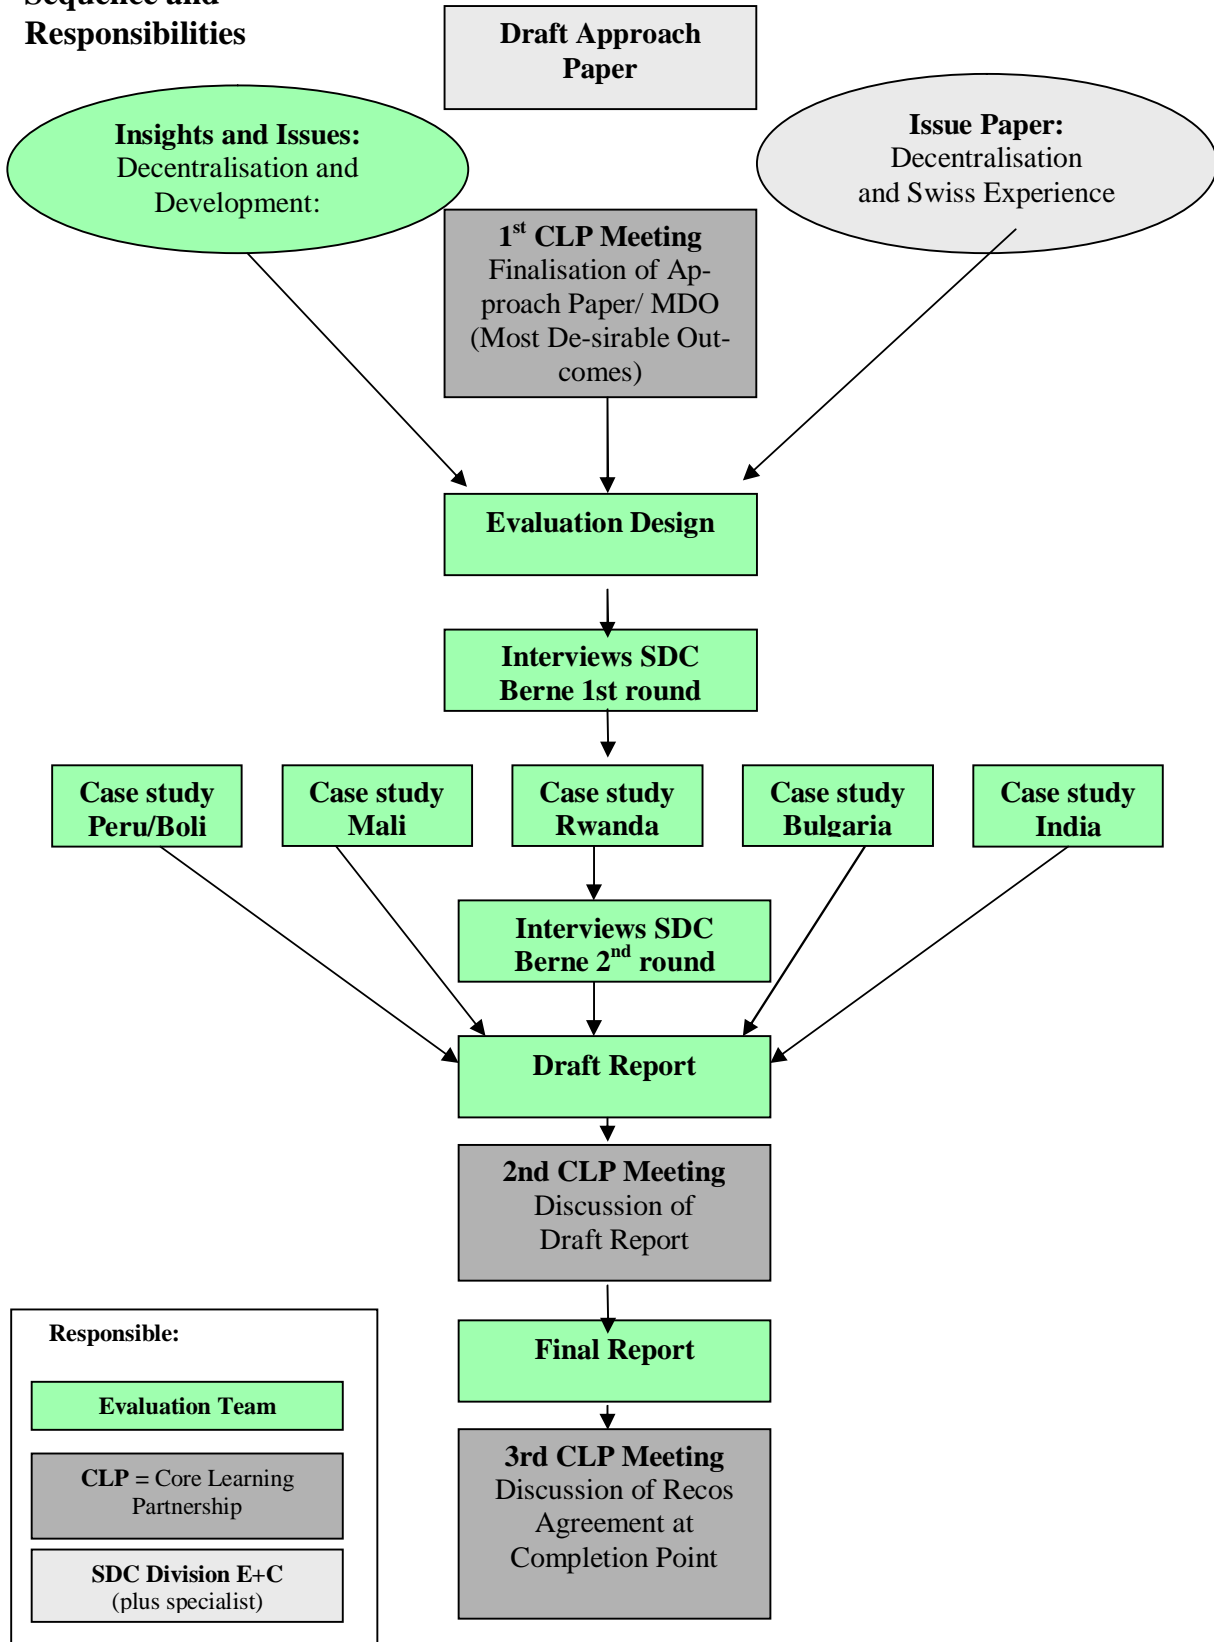 Sequence and
Responsibilities
Draft Approach
Paper
Insights and Issues:
Decentralisation and
Development:
Issue Paper:
Decentralisation
and Swiss Experience
1st CLP Meeting
Finalisation of Ap-
proach Paper/ MDO
(Most De-sirable Out-
comes)
Evaluation Design
Interviews SDC
Berne 1st round
Case study
Peru/Boli
Case study
Mali
Case study
Rwanda
Case study
Bulgaria
Case study
India
Interviews SDC
Berne 2nd round
Draft Report
2nd CLP Meeting
Discussion of
Draft Report
Final Report
3rd CLP Meeting
Discussion of Recos
Agreement at
Completion Point
Responsible:
Evaluation Team
CLP = Core Learning
Partnership
SDC Division E+C
(plus specialist)